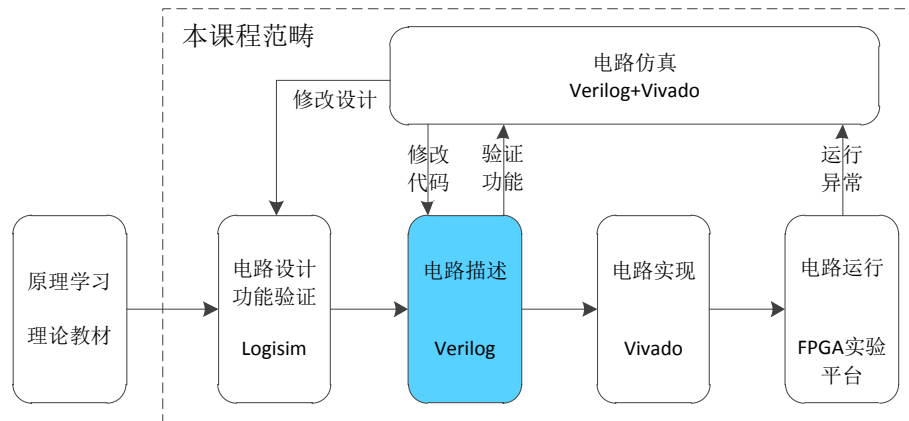 本课程范畴
电路仿真
Verilog+Vivado
修改设计
修改
代码
验证
功能
运行
异常
原理学习
理论教材
电路设计
功能验证
Logisim
电路描述
Verilog
电路实现
Vivado
电路运行
FPGA实验
平台